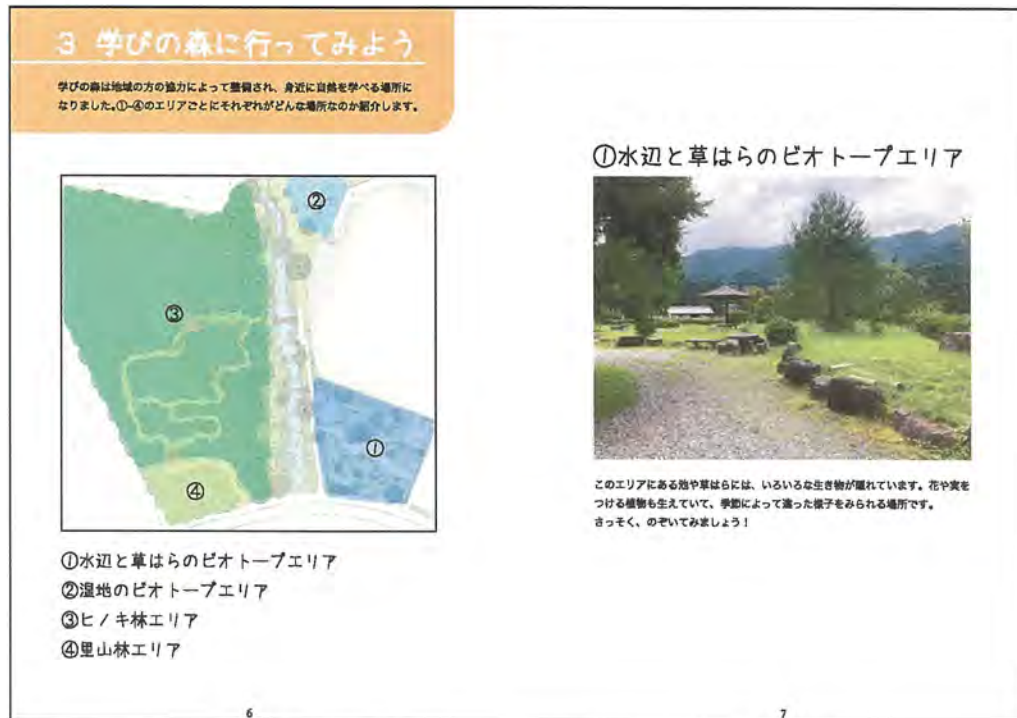 3 学びの森に行ってみよう
学びの森は地域の方の協力によって整備され、身近に自然を学べる場所に
なりました。①~④のエリアごとにそれぞれがどんな場所なのか紹介します。
②
③
①
④
①水辺と草はらのビオトープエリア
②湿地のビオトープエリア
③ヒノキ林エリア
④里山林エリア
6
①水辺と草はらのビオトープエリア
このエリアにある池や草はらには、いろいろな生き物が隠れています。花や実を
つける植物も生えていて、季節によって違った様子をみられる場所です。
さっそく、のぞいてみましょう！
7